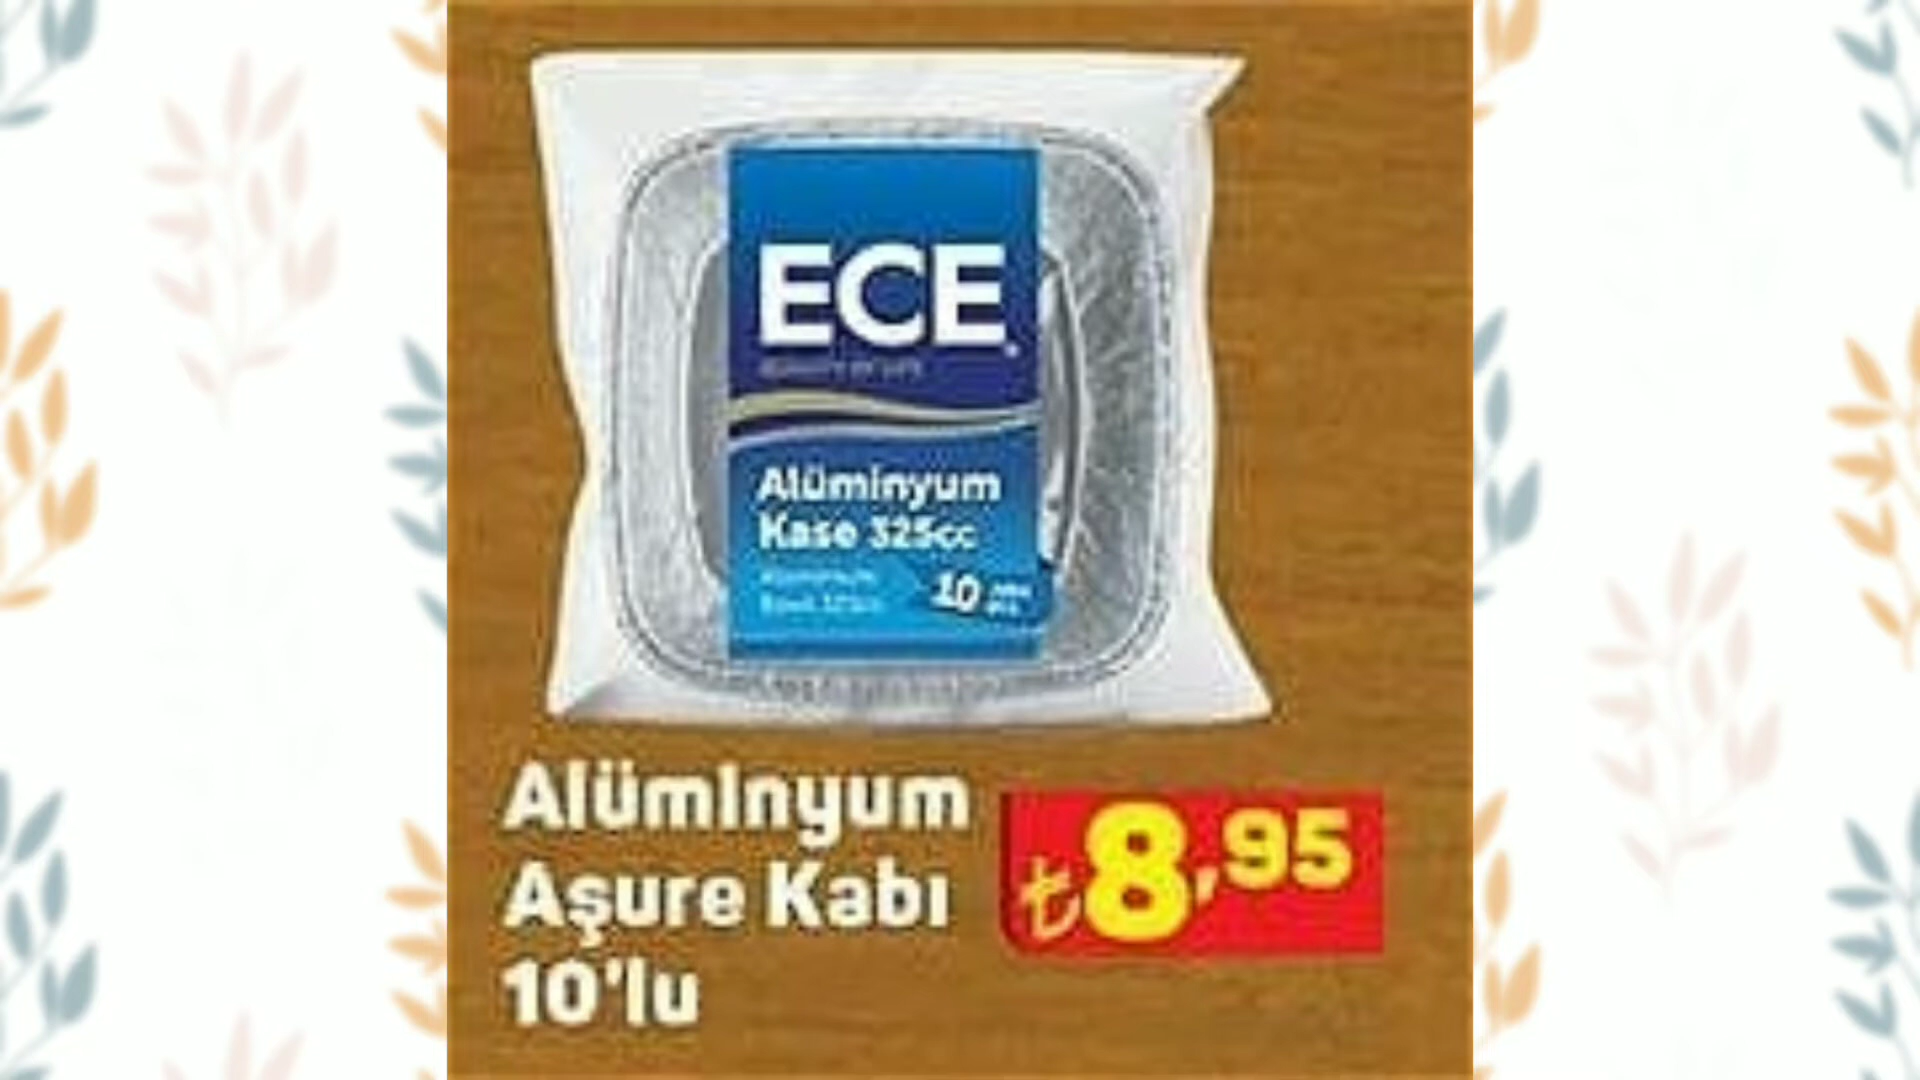 ECE
Alüminyum
Kase 325cc
10
Alüminyum
Aşure Kabı
10'lu
₺8,95